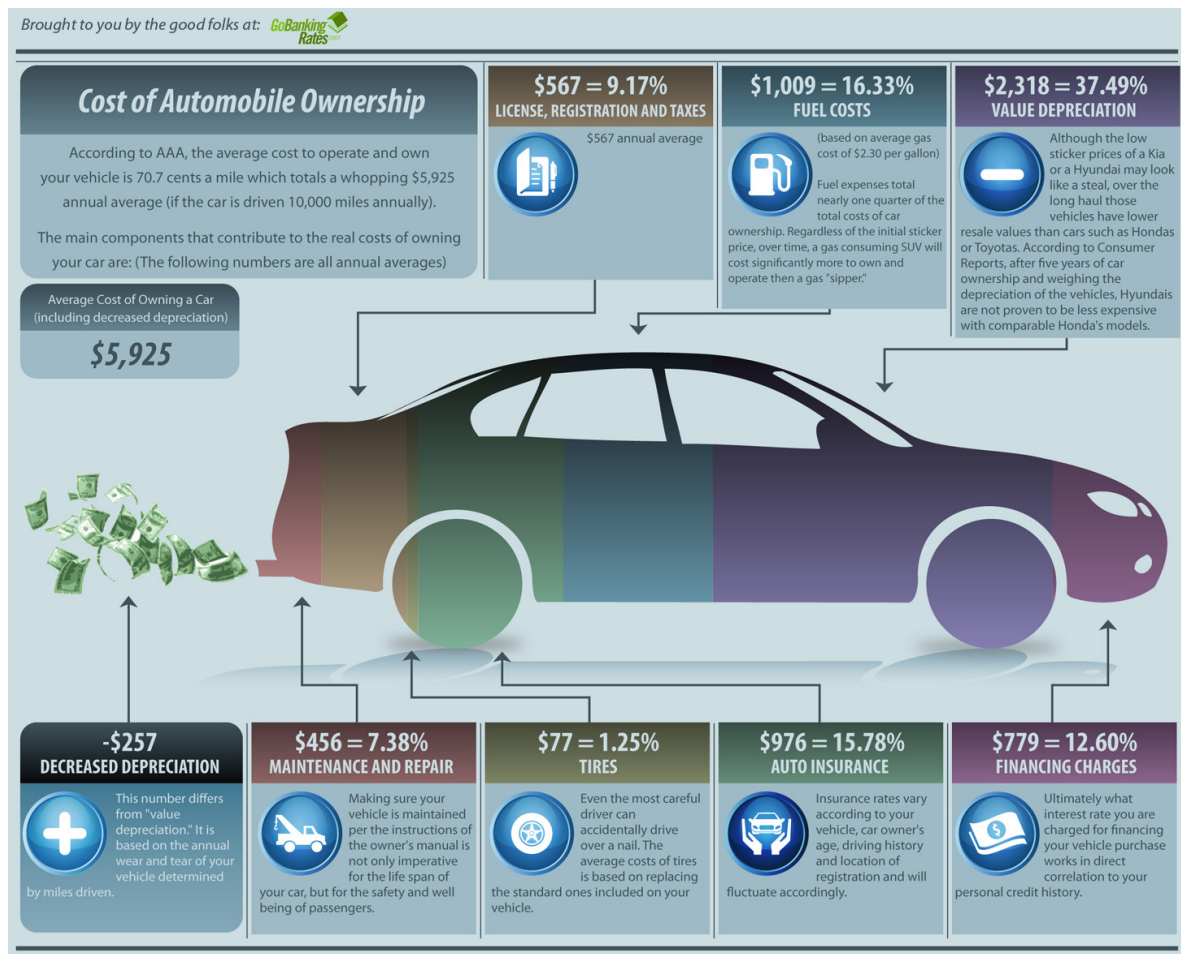 Brought to you by the good folks at:
GoBanking
Rates
Cost of Automobile Ownership
According to AAA, the average cost to operate and own
your vehicle is 70.7 cents a mile which totals a whopping $5,925
annual average (if the car is driven 10,000 miles annually).
The main components that contribute to the real costs of owning
your car are: (The following numbers are all annual averages)
Average Cost of Owning a Car
(including decreased depreciation)
$5,925
$567 = 9.17%
LICENSE, REGISTRATION AND TAXES
$567 annual average
$1,009 = 16.33%
FUEL COSTS
(based on average gas
cost of $2.30 per gallon)
Fuel expenses total
nearly one quarter of the
total costs of car
ownership. Regardless of the initial sticker
price, over time, a gas consuming SUV will
cost significantly more to own and
operate then a gas "sipper."
$2,318 = 37.49%
VALUE DEPRECIATION
Although the low
sticker prices of a Kia
or a Hyundai may look
like a steal, over the
long haul those
vehicles have lower
resale values than cars such as Hondas
or Toyotas. According to Consumer
Reports, after five years of car
ownership and weighing the
depreciation of the vehicles, Hyundais
are not proven to be less expensive
with comparable Honda's models.
-$257
DECREASED DEPRECIATION
This number differs
from "value
depreciation." It is
based on the annual
wear and tear of your
vehicle determined
by miles driven.
$456 = 7.38%
MAINTENANCE AND REPAIR
Making sure your
vehicle is maintained
per the instructions of
the owner's manual is
not only imperative
for the life span of
your car, but for the safety and well
being of passengers.
$77 = 1.25%
TIRES
Even the most careful
driver can
accidentally drive
over a nail. The
average costs of tires
is based on replacing
the standard ones included on your
vehicle.
$976 = 15.78%
AUTO INSURANCE
Insurance rates vary
according to your
vehicle, car owner's
age, driving history
and location of
registration and will
fluctuate accordingly.
$779 = 12.60%
FINANCING CHARGES
Ultimately what
interest rate you are
charged for financing
your vehicle purchase
works in direct
correlation to your
personal credit history.